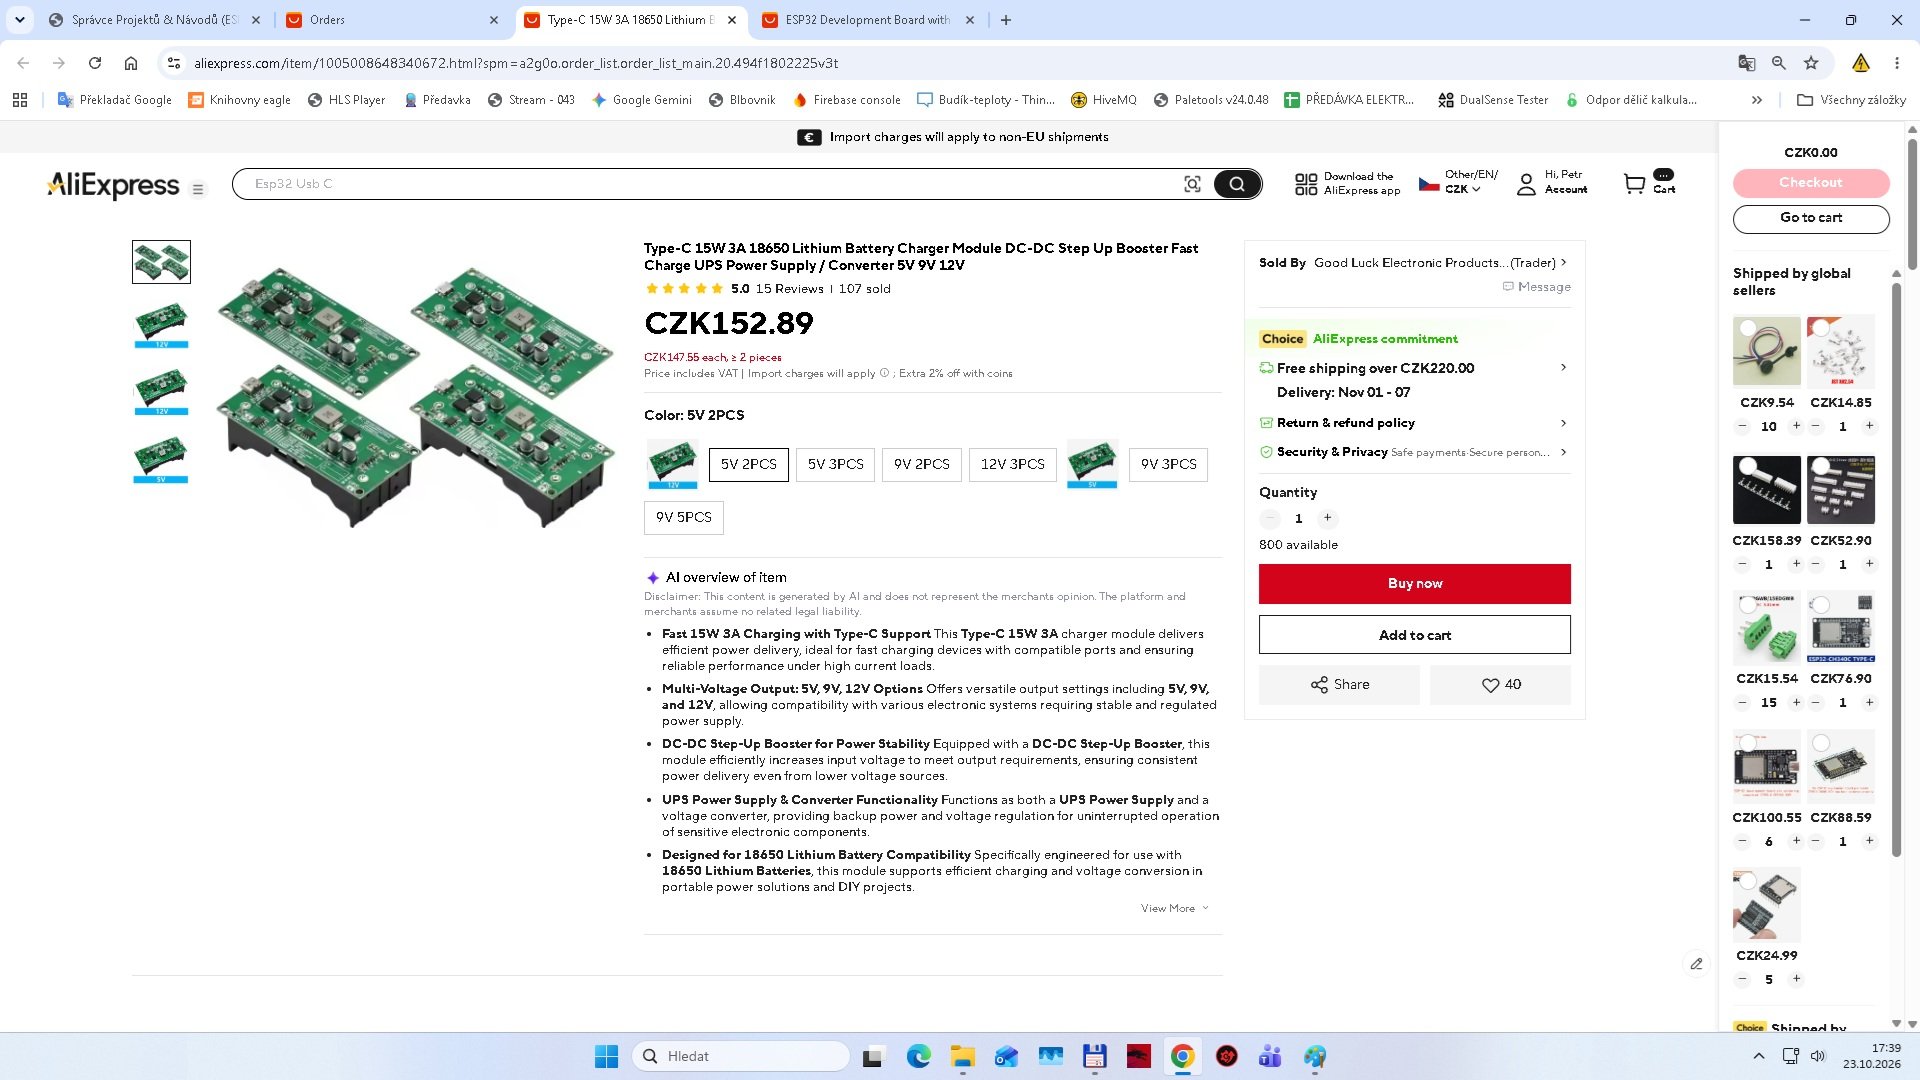 Správce Projektů & Návodů (ES
Orders
Type-C 15W 3A 18650 Lithium B
ESP32 Development Board with
aliexpress.com/item/1005008648340672.html?spm=a2g0o.order_list.order_list_main.20.494f1802225v3t
Překladač Google
Knihovny eagle
HLS Player
Předavka
Stream - 043
Google Gemini
Blbovnik
Firebase console
Budík-teploty - Thin...
HiveMQ
Paletools v24.0.48
PŘEDÁVKA ELEKTR...
DualSense Tester
Odpor dělič kalkula...
Všechny záložky
Import charges will apply to non-EU shipments
AliExpress
Esp32 Usb C
Download the
AliExpress app
Other/EN/
CZK
Hi, Petr
Account
Cart
Type-C 15W 3A 18650 Lithium Battery Charger Module DC-DC Step Up Booster Fast
Charge UPS Power Supply / Converter 5V 9V 12V
5.0 15 Reviews | 107 sold
CZK152.89
CZK147.55 each, ≥ 2 pieces
Price includes VAT | Import charges will apply ; Extra 2% off with coins
Color: 5V 2PCS
12V
12V
5V
12V
5V 2PCS
5V 3PCS
9V 2PCS
12V 3PCS
5V
9V 3PCS
9V 5PCS
AI overview of item
Disclaimer: This content is generated by AI and does not represent the merchants opinion. The platform and
merchants assume no related legal liability.
• Fast 15W 3A Charging with Type-C Support This Type-C 15W 3A charger module delivers
efficient power delivery, ideal for fast charging devices with compatible ports and ensuring
reliable performance under high current loads.
• Multi-Voltage Output: 5V, 9V, 12V Options Offers versatile output settings including 5V, 9V,
and 12V, allowing compatibility with various electronic systems requiring stable and regulated
power supply.
• DC-DC Step-Up Booster for Power Stability Equipped with a DC-DC Step-Up Booster, this
module efficiently increases input voltage to meet output requirements, ensuring consistent
power delivery even from lower voltage sources.
• UPS Power Supply & Converter Functionality Functions as both a UPS Power Supply and a
voltage converter, providing backup power and voltage regulation for uninterrupted operation
of sensitive electronic components.
• Designed for 18650 Lithium Battery Compatibility Specifically engineered for use with
18650 Lithium Batteries, this module supports efficient charging and voltage conversion in
portable power solutions and DIY projects.
View More
Sold By Good Luck Electronic Products...(Trader)
Message
Choice AliExpress commitment
Free shipping over CZK220.00
Delivery: Nov 01 - 07
Return & refund policy
Security & Privacy Safe payments·Secure person...
Quantity
− 1 +
800 available
Buy now
Add to cart
Share
40
CZK0.00
Checkout
Go to cart
Shipped by global
sellers
CZK9.54 CZK14.85
− 10 + − 1 +
CZK158.39 CZK52.90
− 1 + − 1 +
ESP32-CH340C TYPE-C
CZK15.54 CZK76.90
− 15 + − 1 +
CZK100.55 CZK88.59
− 6 + − 1 +
CZK24.99
− 5 +
Choice Shipped by
Hledat
17:39
23.10.2026